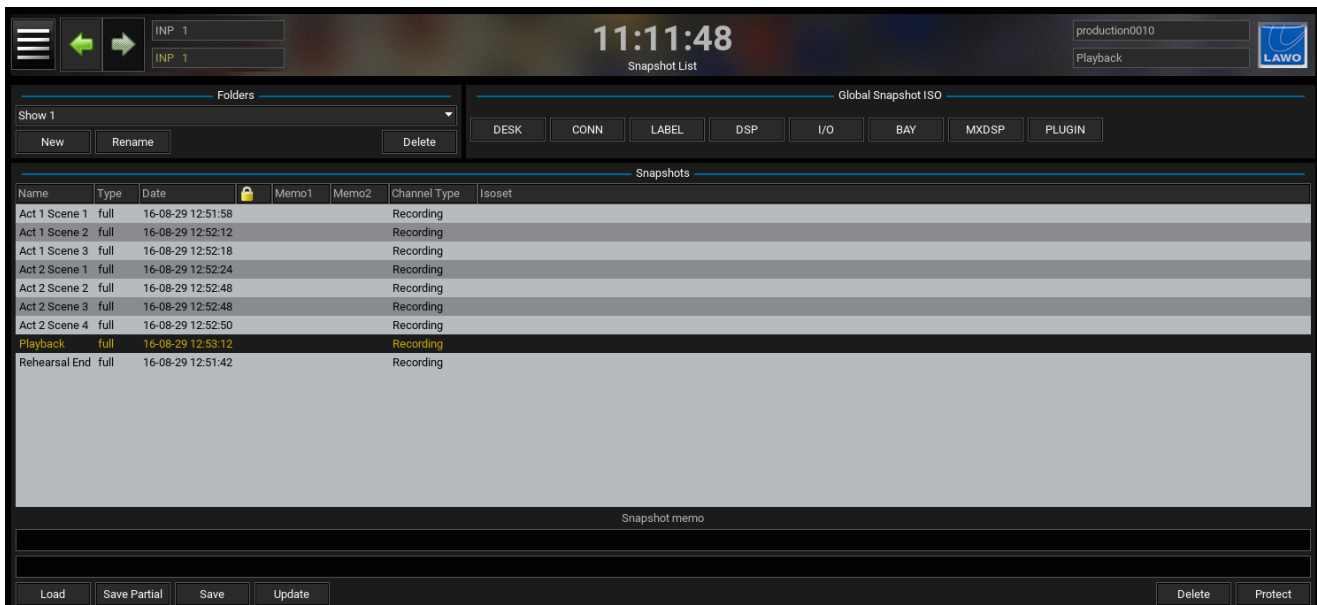 INP 1
INP 1
11:11:48
Snapshot List
production0010
Playback
LAWO
Folders
Show 1
New Rename Delete
Global Snapshot ISO
DESK CONN LABEL DSP I/O BAY MXDSP PLUGIN
Snapshots
Name Type Date Memo1 Memo2 Channel Type Isoset
Act 1 Scene 1 full 16-08-29 12:51:58 Recording
Act 1 Scene 2 full 16-08-29 12:52:12 Recording
Act 1 Scene 3 full 16-08-29 12:52:18 Recording
Act 2 Scene 1 full 16-08-29 12:52:24 Recording
Act 2 Scene 2 full 16-08-29 12:52:48 Recording
Act 2 Scene 3 full 16-08-29 12:52:48 Recording
Act 2 Scene 4 full 16-08-29 12:52:50 Recording
Playback full 16-08-29 12:53:12 Recording
Rehearsal End full 16-08-29 12:51:42 Recording
Snapshot memo
Load Save Partial Save Update Delete Protect